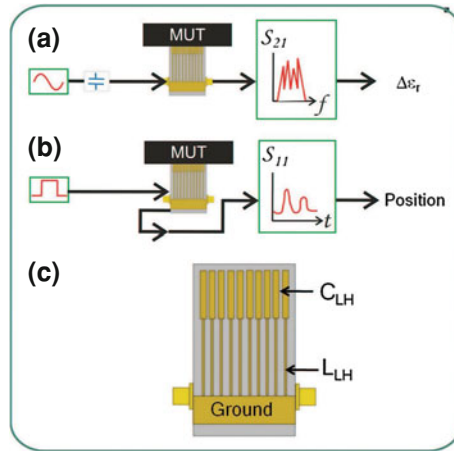 (a)
MUT
S21
f
Δεr
(b)
MUT
S11
t
Position
(c)
CLH
LLH
Ground